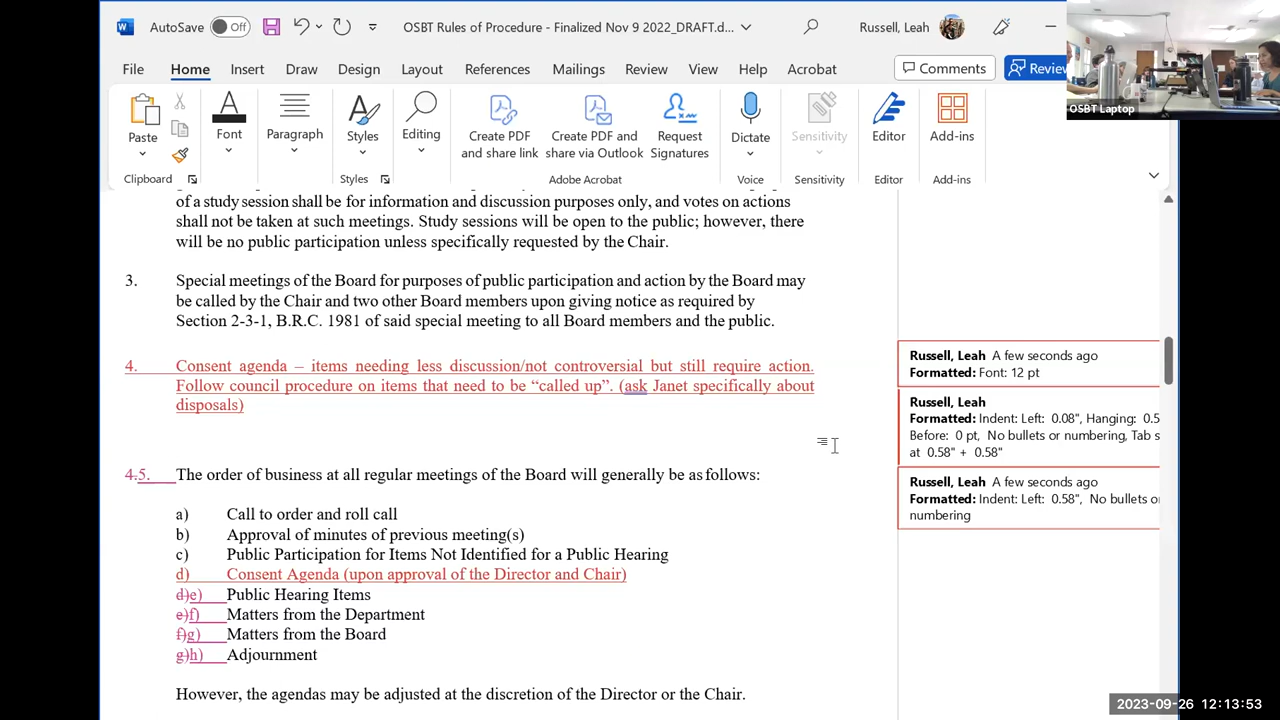 AutoSave Off OSBT Rules of Procedure - Finalized Nov 9 2022_DRAFT.d... Russell, Leah
File Home Insert Draw Design Layout References Mailings Review View Help Acrobat Comments
OSBT Laptop
Paste Font Paragraph Styles Editing Create PDF and share link Create PDF and share via Outlook Request Signatures Dictate Sensitivity Editor Add-ins
Clipboard Styles Adobe Acrobat Voice Sensitivity Editor Add-ins
of a study session shall be for information and discussion purposes only, and votes on actions
shall not be taken at such meetings. Study sessions will be open to the public; however, there
will be no public participation unless specifically requested by the Chair.
3. Special meetings of the Board for purposes of public participation and action by the Board may
be called by the Chair and two other Board members upon giving notice as required by
Section 2-3-1, B.R.C. 1981 of said special meeting to all Board members and the public.
4. Consent agenda – items needing less discussion/not controversial but still require action.
Follow council procedure on items that need to be “called up”. (ask Janet specifically about
disposals)
4.5. The order of business at all regular meetings of the Board will generally be as follows:
a) Call to order and roll call
b) Approval of minutes of previous meeting(s)
c) Public Participation for Items Not Identified for a Public Hearing
d) Consent Agenda (upon approval of the Director and Chair)
d)e) Public Hearing Items
e)f) Matters from the Department
f)g) Matters from the Board
g)h) Adjournment
However, the agendas may be adjusted at the discretion of the Director or the Chair.
Russell, Leah A few seconds ago
Formatted: Font: 12 pt
Russell, Leah
Formatted: Indent: Left: 0.08", Hanging: 0.5
Before: 0 pt, No bullets or numbering, Tab s
at 0.58" + 0.58"
Russell, Leah A few seconds ago
Formatted: Indent: Left: 0.58", No bullets or
numbering
2023-09-26 12:13:53